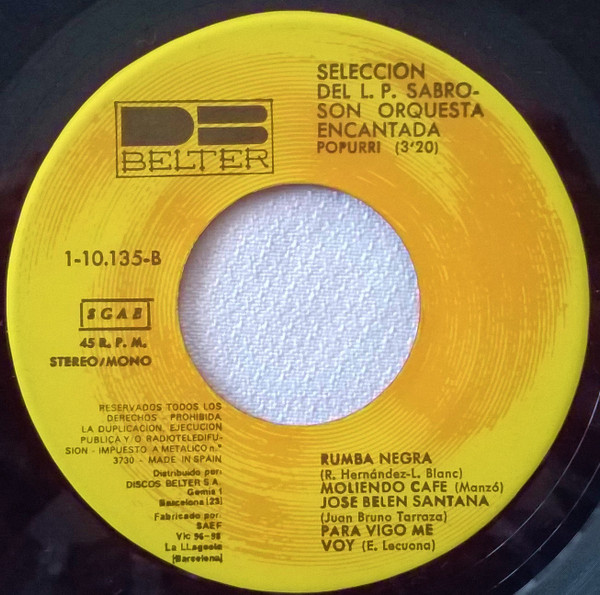 SELECCION
DEL L. P. SABRO-
SON ORQUESTA
ENCANTADA
POPURRI (3'20)
BELTER
1-10.135-B
SGAE
45 R. P. M.
STEREO/MONO
RESERVADOS TODOS LOS
DERECHOS - PROHIBIDA
LA DUPLICACION, EJECUCION
PUBLICA Y/O RADIOTELEDIFU-
SION - IMPUESTO A METALICO n.º
3730 - MADE IN SPAIN
Distribuido por:
DISCOS BELTER S.A.
Gomis 1
Barcelona (23)
Fabricado por:
SAEF
Vic 94-98
La LLagosta
(Barcelona)
RUMBA NEGRA
(R. Hernández-L. Blanc)
MOLIENDO CAFE (Manzó)
JOSE BELEN SANTANA
(Juan Bruno Tarraza)
PARA VIGO ME
VOY (E. Lecuona)